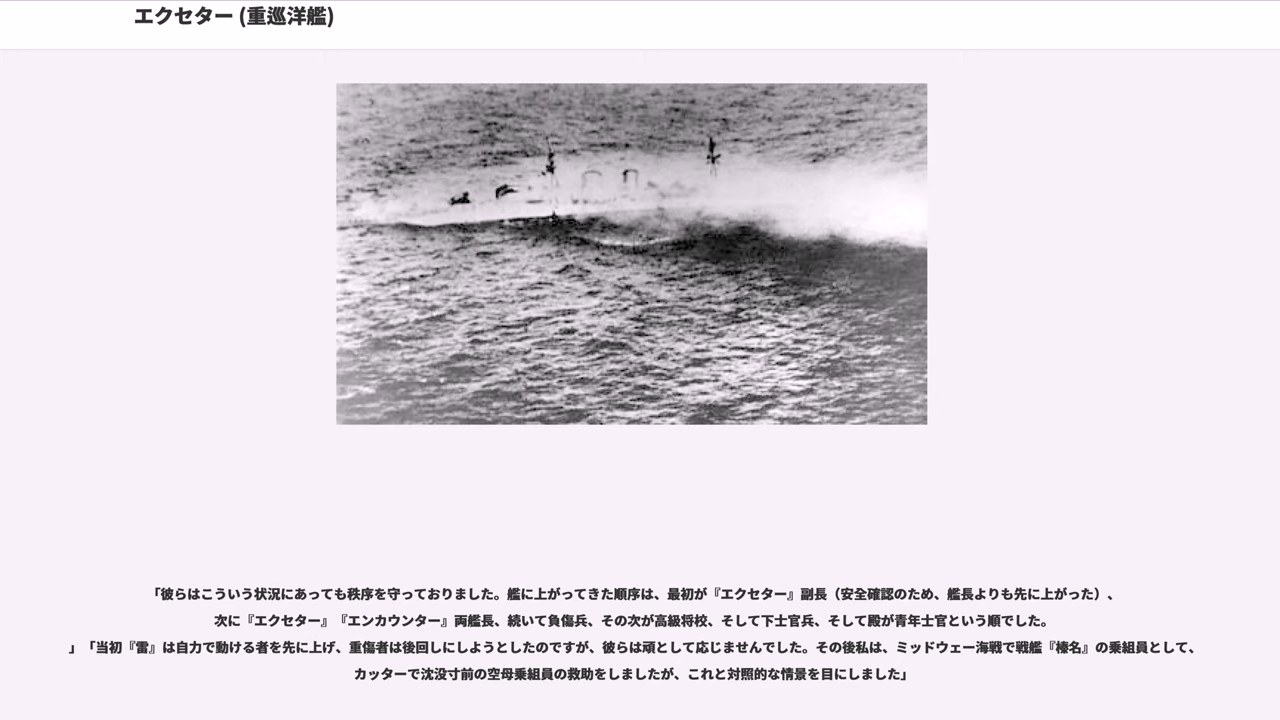 エクセター (重巡洋艦)
「彼らはこういう状況にあっても秩序を守っておりました。艦に上がってきた順序は、最初が『エクセター』副長（安全確認のため、艦長よりも先に上がった）、
次に『エクセター』『エンカウンター』両艦長、続いて負傷兵、その次が高級将校、そして下士官兵、そして殿が青年士官という順でした。
」「当初『雷』は自力で動ける者を先に上げ、重傷者は後回しにしようとしたのですが、彼らは頑として応じませんでした。その後私は、ミッドウェー海戦で戦艦『榛名』の乗組員として、
カッターで沈没寸前の空母乗組員の救助をしましたが、これと対照的な情景を目にしました」